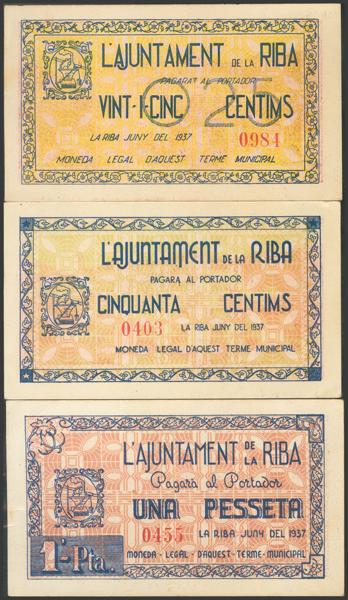 L'AJUNTAMENT DE LA RIBA
PAGARÀ AL PORTADOR
0'25
VINT-I-CINC CENTIMS
LA RIBA JUNY DEL 1937 0984
MONEDA LEGAL D'AQUEST TERME MUNICIPAL
L'AJUNTAMENT DE LA RIBA
PAGARÀ AL PORTADOR
CINQUANTA CENTIMS
0403 LA RIBA JUNY DEL 1937
MONEDA LEGAL D'AQUEST TERME MUNICIPAL
L'AJUNTAMENT DE LA RIBA
Pagarà al Portador
UNA PESSETA
0455 LA RIBA JUNY DEL 1937
1'-Pta.
MONEDA-LEGAL-D'AQUEST-TERME-MUNICIPAL